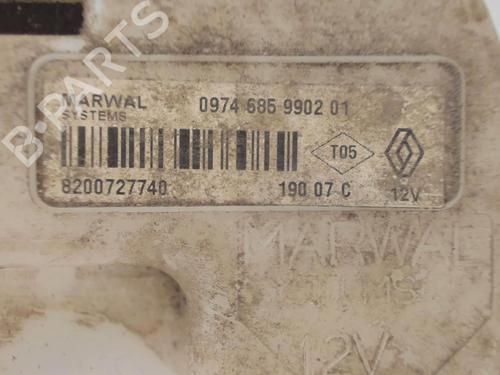 B-PARTS
MARWAL 0974 685 9902 01
SYSTEMS
T05
8200727740 190 07 C 12V
MARWAL
12V